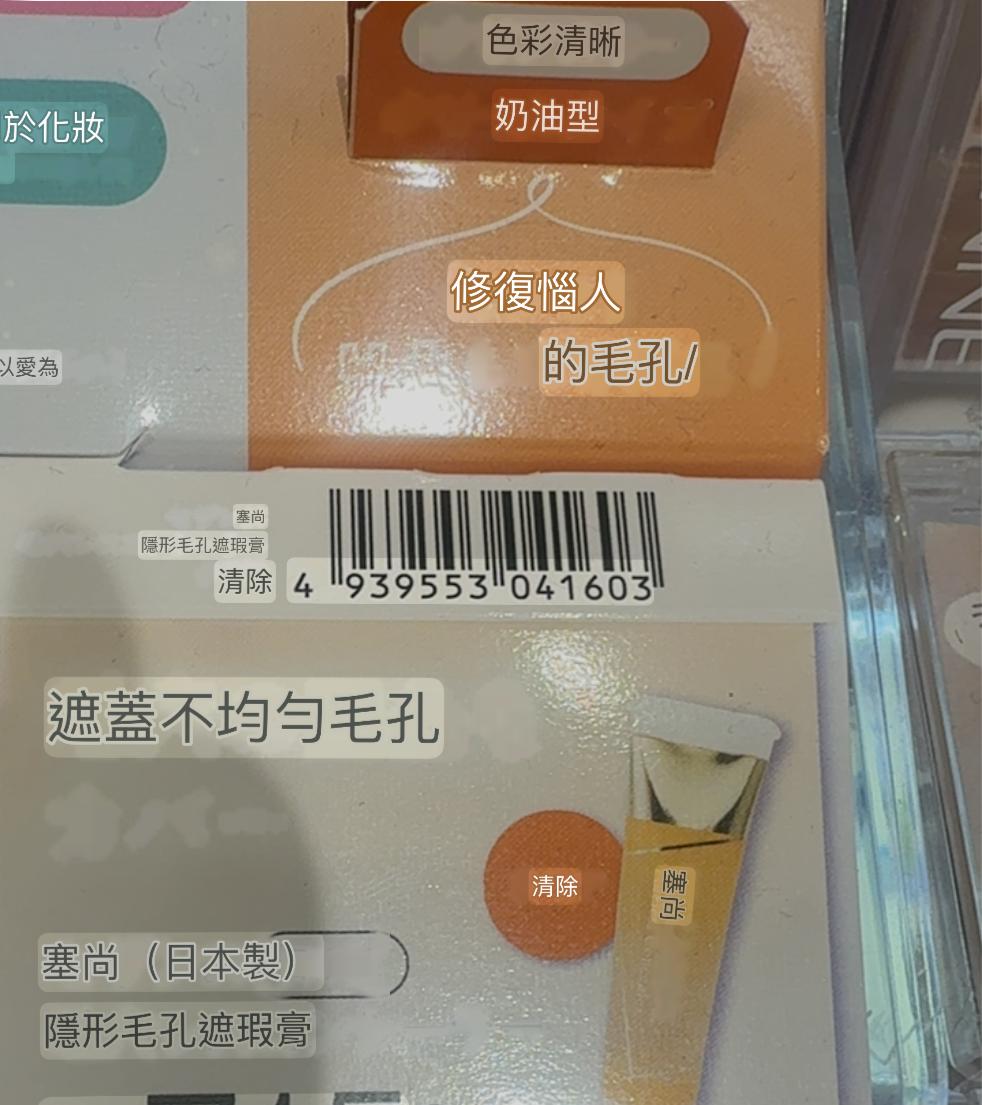 色彩清晰
奶油型
於化妝
修復惱人
的毛孔/
以愛為
塞尚
隱形毛孔遮瑕膏
清除
4 939553 041603
遮蓋不均勻毛孔
清除
塞尚
塞尚（日本製）
隱形毛孔遮瑕膏